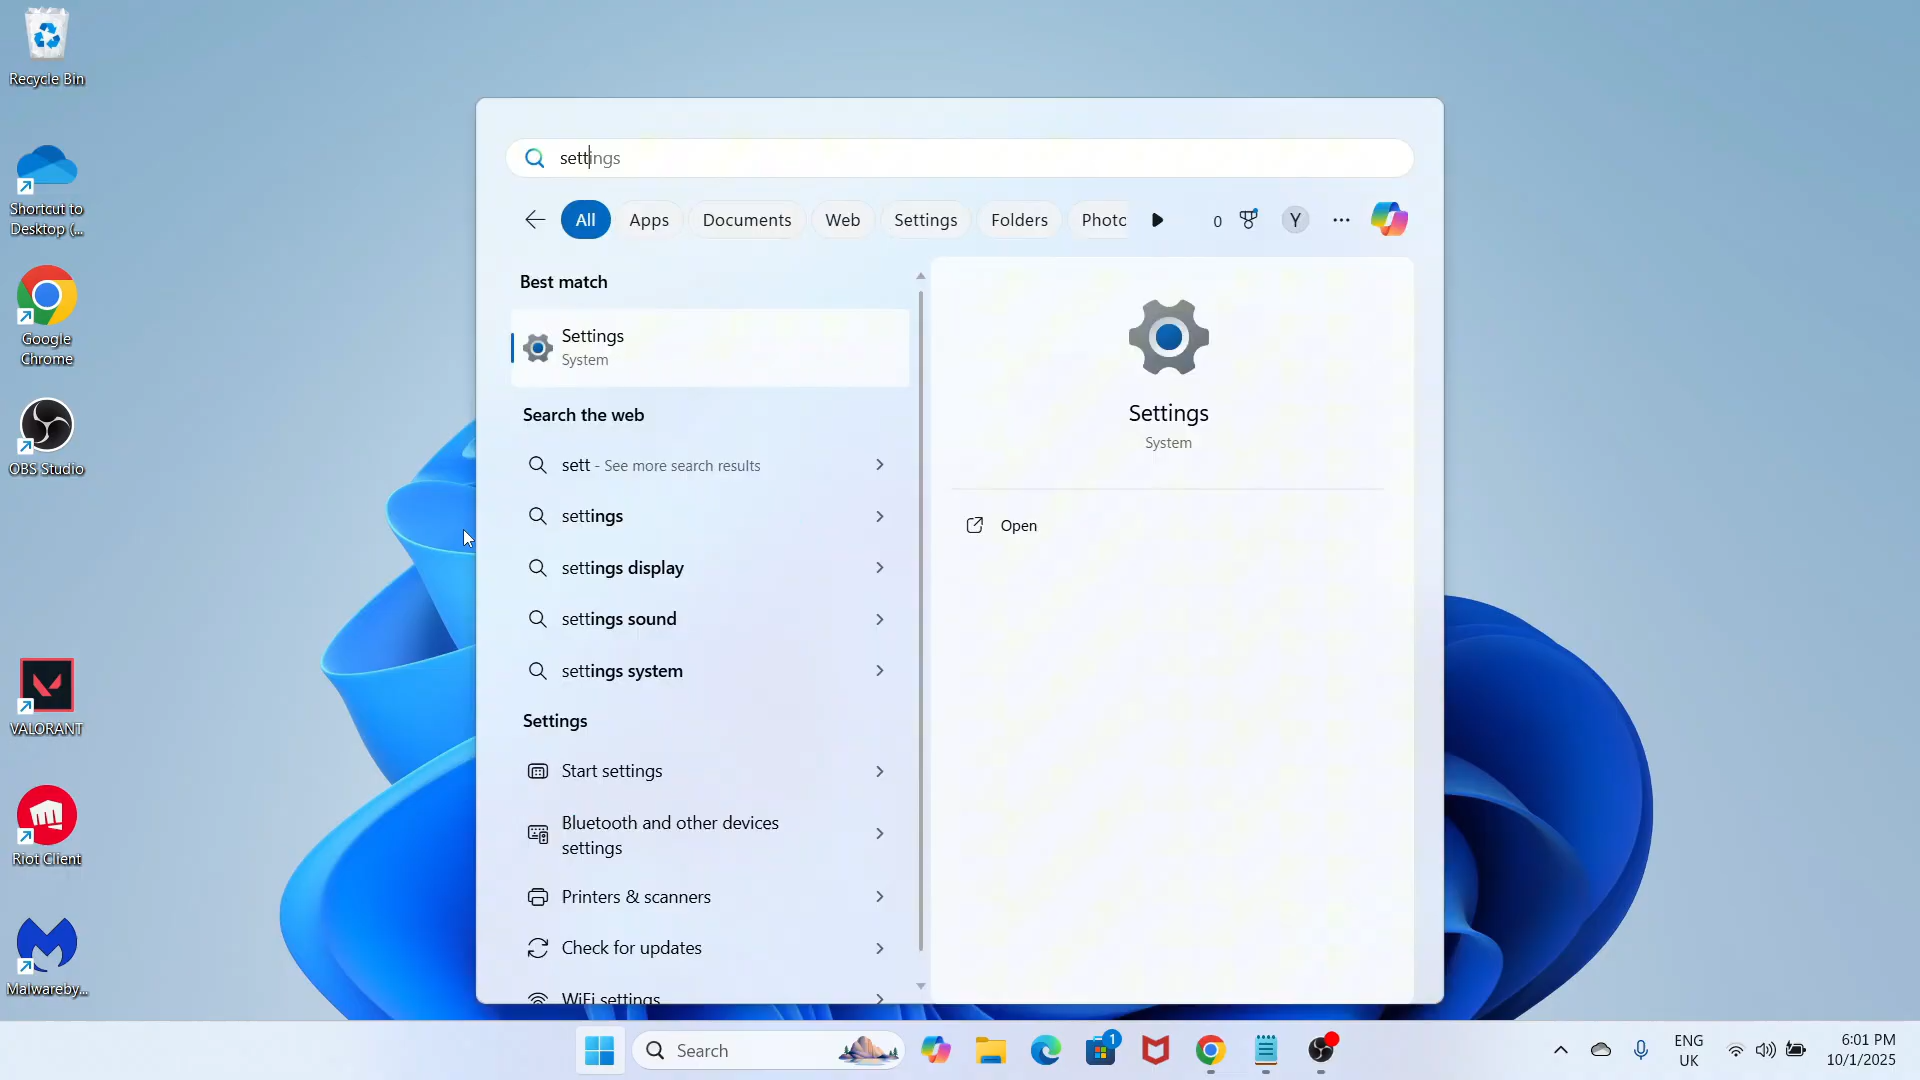 Recycle Bin
Shortcut to
Desktop (...
Google
Chrome
OBS Studio
VALORANT
Riot Client
Malwareby...
settings
All
Apps
Documents
Web
Settings
Folders
Photo
0
Y
Best match
Settings
System
Search the web
sett - See more search results
settings
settings display
settings sound
settings system
Settings
Start settings
Bluetooth and other devices
settings
Printers & scanners
Check for updates
WiFi settings
Settings
System
Open
Search
1
ENG
UK
6:01 PM
10/1/2025